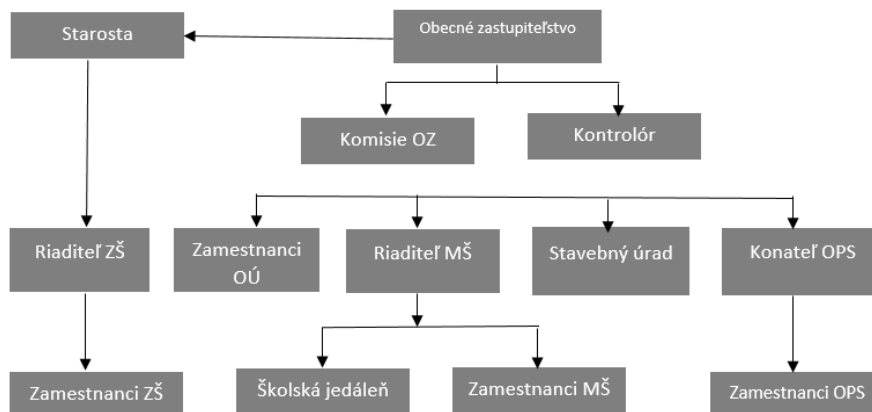 Starosta
Obecné zastupiteľstvo
Komisie OZ
Kontrolór
Riaditeľ ZŠ
Zamestnanci
OÚ
Riaditeľ MŠ
Stavebný úrad
Konateľ OPS
Zamestnanci ZŠ
Školská jedáleň
Zamestnanci MŠ
Zamestnanci OPS